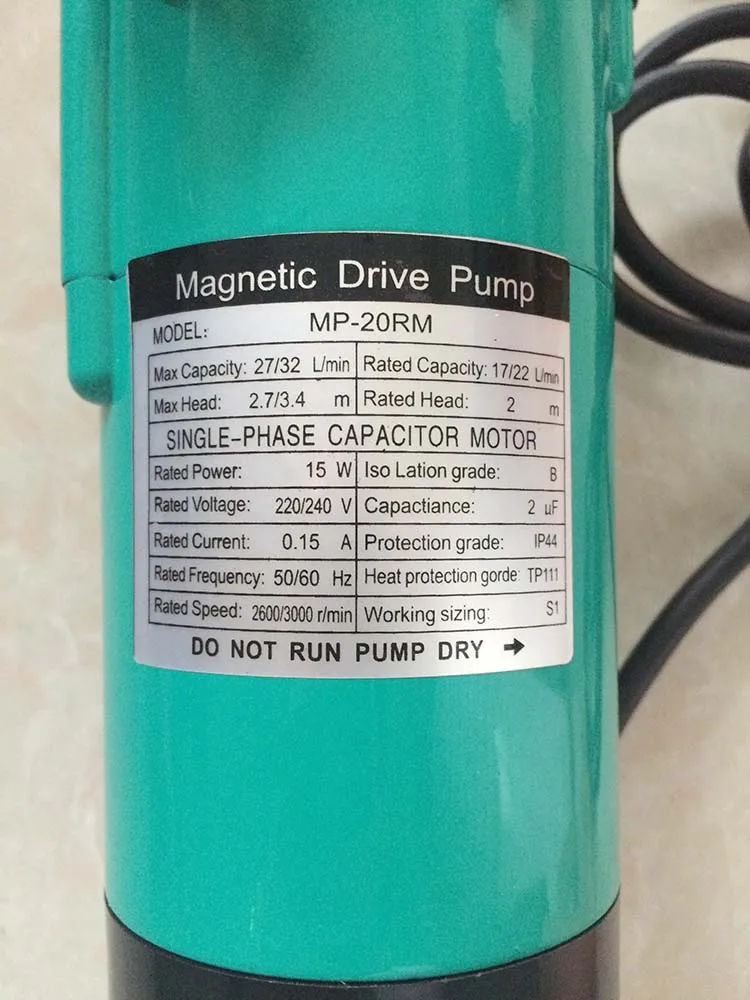 Magnetic Drive Pump
MODEL: MP-20RM
Max Capacity: 27/32 L/min Rated Capacity: 17/22 L/min
Max Head: 2.7/3.4 m Rated Head: 2 m
SINGLE-PHASE CAPACITOR MOTOR
Rated Power: 15 W Iso Lation grade: B
Rated Voltage: 220/240 V Capactiance: 2 uF
Rated Current: 0.15 A Protection grade: IP44
Rated Frequency: 50/60 Hz Heat protection gorde: TP111
Rated Speed: 2600/3000 r/min Working sizing: S1
DO NOT RUN PUMP DRY →